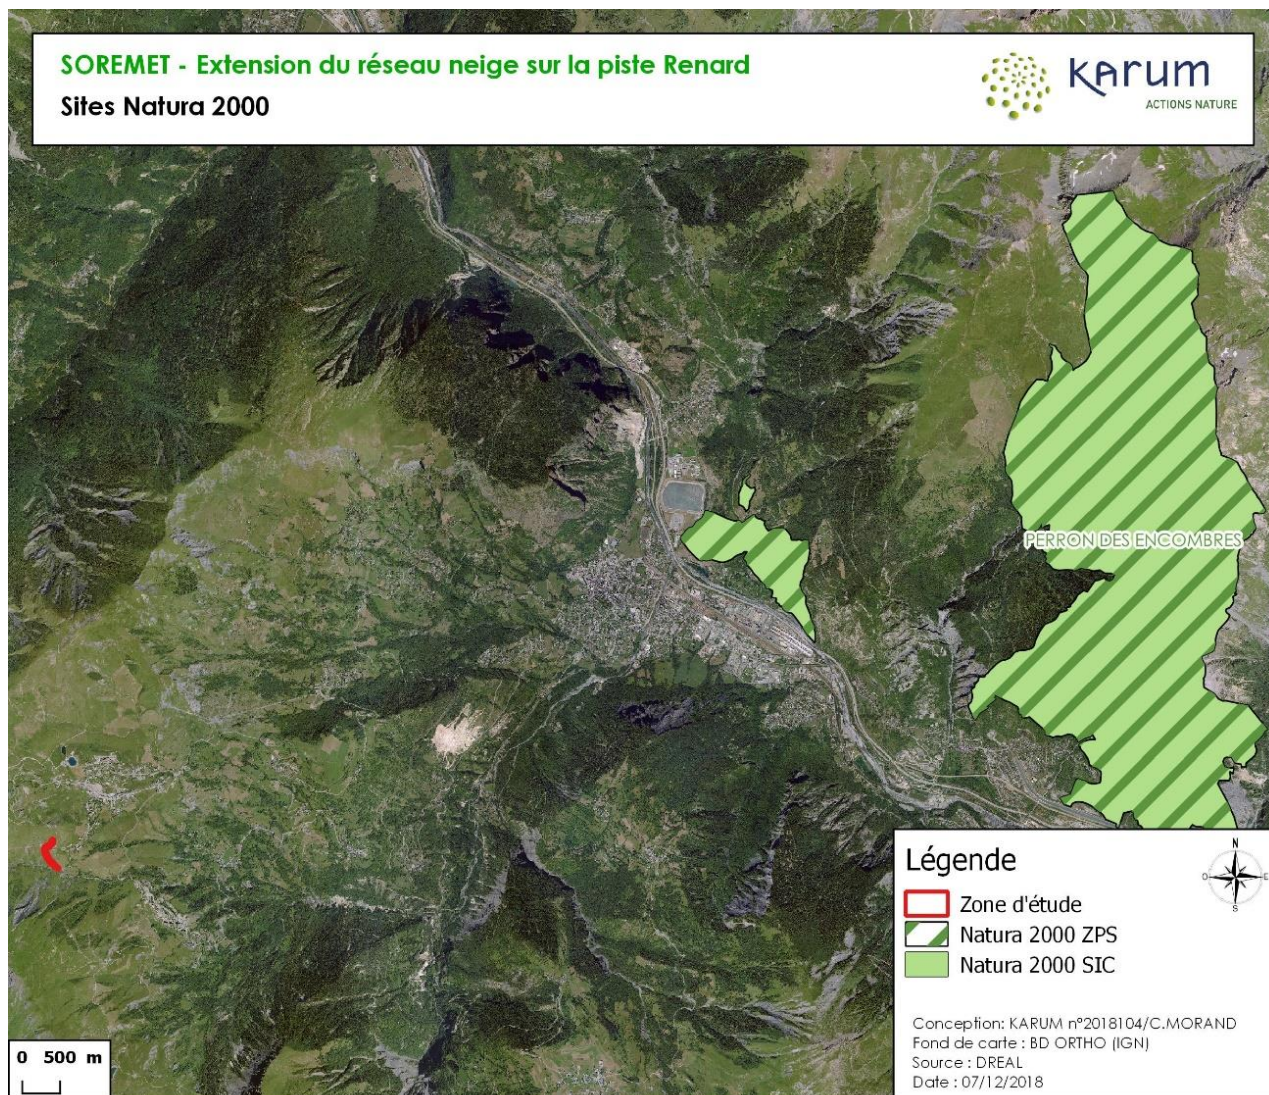 SOREMET - Extension du réseau neige sur la piste Renard
Sites Natura 2000
KARUM
ACTIONS NATURE
PERRON DES ENCOMBRES
Légende
N
O
E
S
Zone d'étude
Natura 2000 ZPS
Natura 2000 SIC
Conception: KARUM n°2018104/C.MORAND
Fond de carte : BD ORTHO (IGN)
Source : DREAL
Date : 07/12/2018
0 500 m